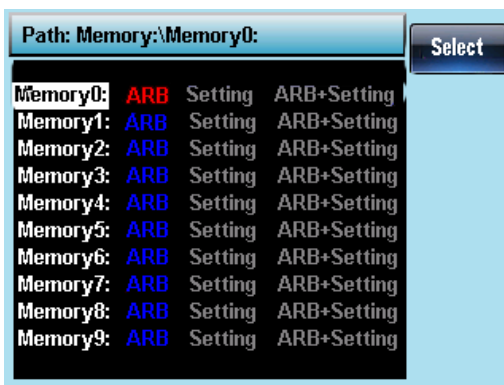 Path: Memory:\Memory0:
Select
Memory0: ARB Setting ARB+Setting
Memory1: ARB Setting ARB+Setting
Memory2: ARB Setting ARB+Setting
Memory3: ARB Setting ARB+Setting
Memory4: ARB Setting ARB+Setting
Memory5: ARB Setting ARB+Setting
Memory6: ARB Setting ARB+Setting
Memory7: ARB Setting ARB+Setting
Memory8: ARB Setting ARB+Setting
Memory9: ARB Setting ARB+Setting